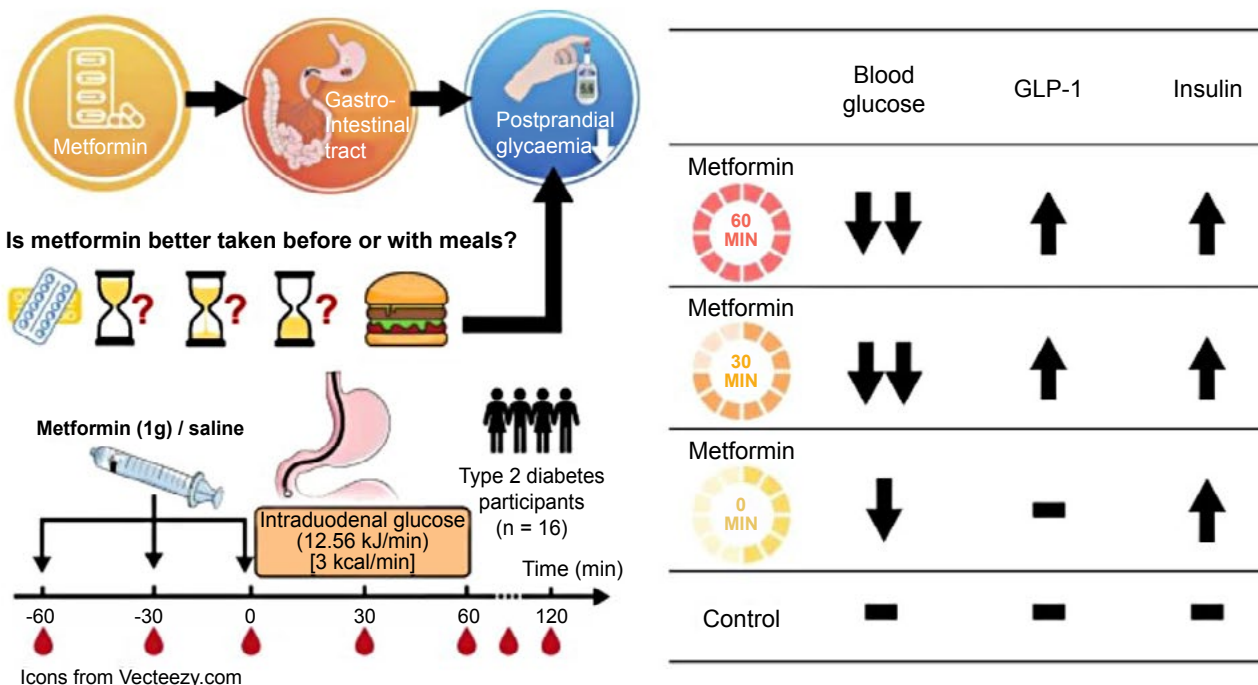 Metformin
Gastro-
Intestinal
tract
Postprandial
glycaemia
Is metformin better taken before or with meals?
? ? ?
Metformin (1g) / saline
Type 2 diabetes
participants
(n = 16)
Intraduodenal glucose
(12.56 kJ/min)
[3 kcal/min]
Time (min)
-60 -30 0 30 60 120
Icons from Vecteezy.com
Blood
glucose
GLP-1
Insulin
Metformin
60
MIN
Metformin
30
MIN
Metformin
0
MIN
Control